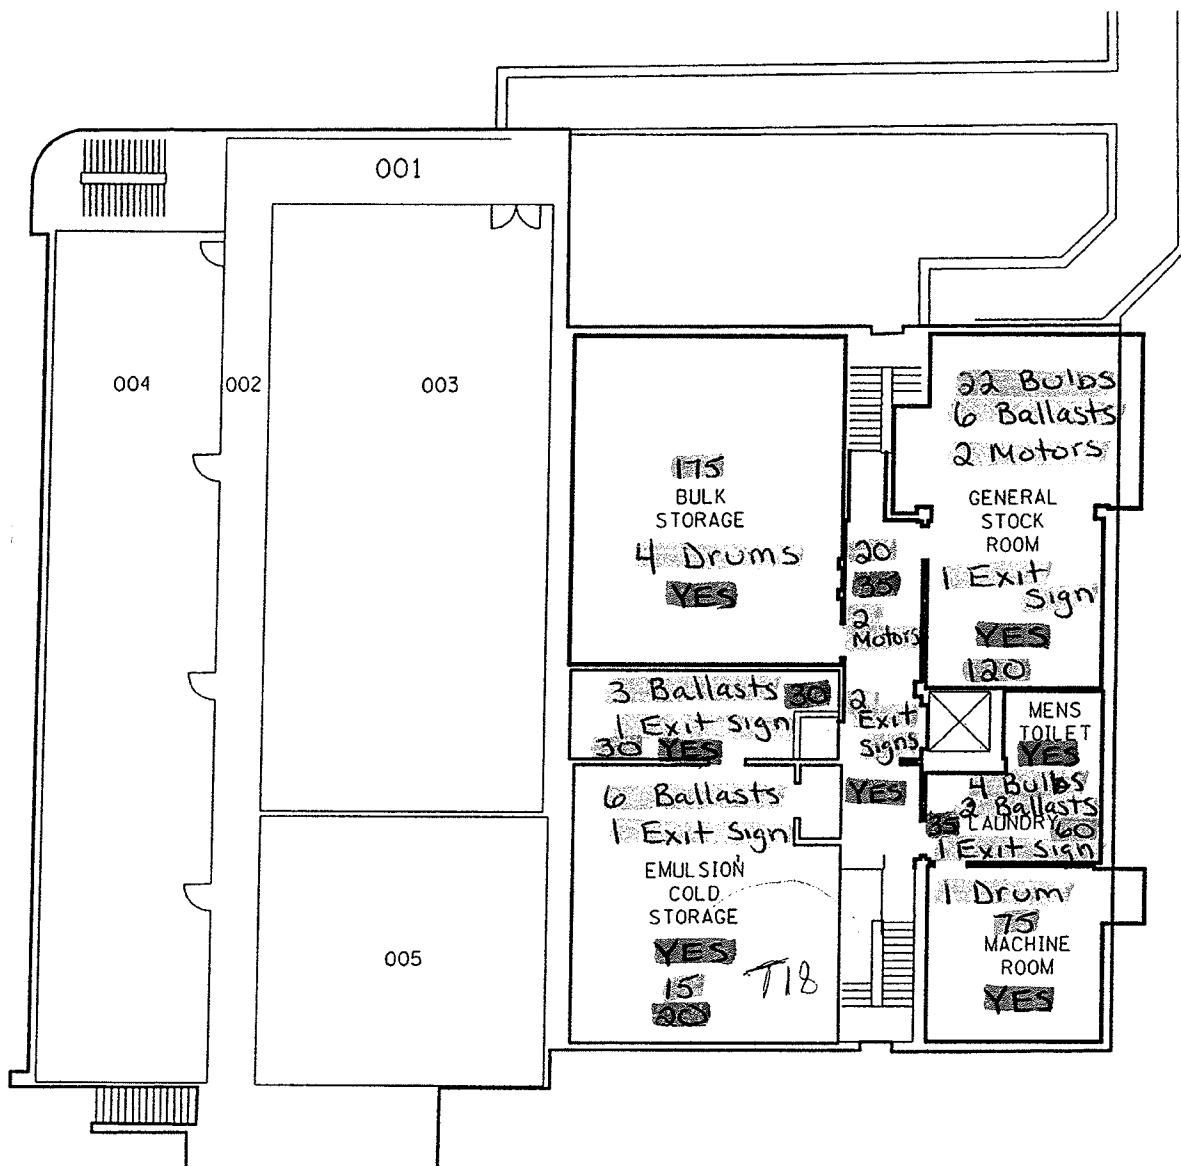 001
004
002
003
22 Bulbs
6 Ballasts
2 Motors
GENERAL
STOCK
ROOM
1 Exit
Sign
YES
120
175
BULK
STORAGE
4 Drums
YES
20
35
2
Motors
3 Ballasts 30
1 Exit Sign
30 YES
2
Exit
Signs
YES
MENS
TOILET
YES
4 Bulbs
2 Ballasts
35 LAUNDRY 60
1 Exit Sign
6 Ballasts
1 Exit Sign
EMULSION
COLD
STORAGE
YES
15
20
T18
1 Drum
75
MACHINE
ROOM
YES
005